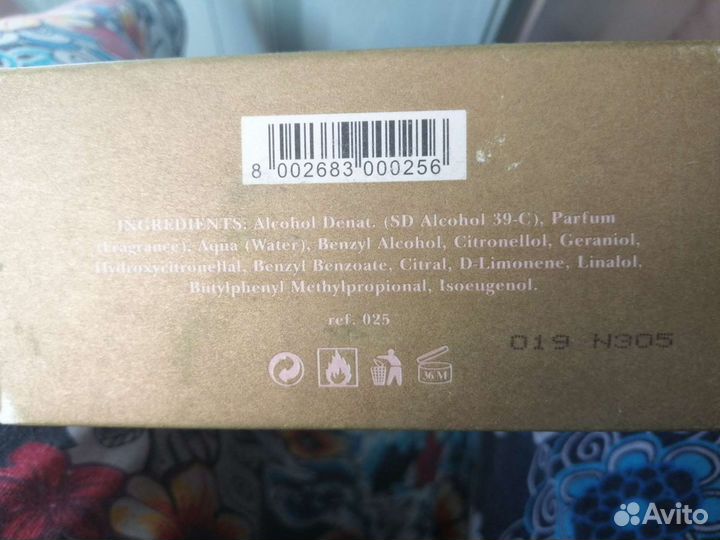 8 002683 000256
INGREDIENTS: Alcohol Denat. (SD Alcohol 39-C), Parfum
(Fragrance), Aqua (Water), Benzyl Alcohol, Citronellol, Geraniol,
Hydroxycitronellal, Benzyl Benzoate, Citral, D-Limonene, Linalol,
Butylphenyl Methylpropional, Isoeugenol.
ref. 025
019 N305
36 M
Avito